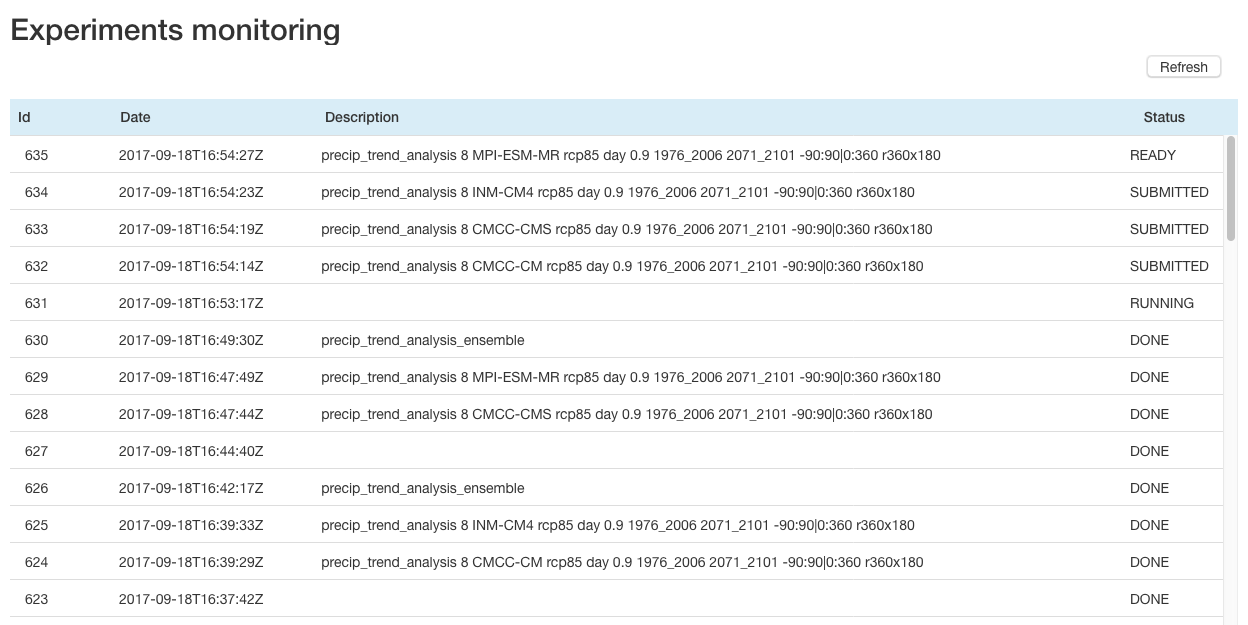 Experiments monitoring
Refresh
Id Date Description Status
635 2017-09-18T16:54:27Z precip_trend_analysis 8 MPI-ESM-MR rcp85 day 0.9 1976_2006 2071_2101 -90:90|0:360 r360x180 READY
634 2017-09-18T16:54:23Z precip_trend_analysis 8 INM-CM4 rcp85 day 0.9 1976_2006 2071_2101 -90:90|0:360 r360x180 SUBMITTED
633 2017-09-18T16:54:19Z precip_trend_analysis 8 CMCC-CMS rcp85 day 0.9 1976_2006 2071_2101 -90:90|0:360 r360x180 SUBMITTED
632 2017-09-18T16:54:14Z precip_trend_analysis 8 CMCC-CM rcp85 day 0.9 1976_2006 2071_2101 -90:90|0:360 r360x180 SUBMITTED
631 2017-09-18T16:53:17Z RUNNING
630 2017-09-18T16:49:30Z precip_trend_analysis_ensemble DONE
629 2017-09-18T16:47:49Z precip_trend_analysis 8 MPI-ESM-MR rcp85 day 0.9 1976_2006 2071_2101 -90:90|0:360 r360x180 DONE
628 2017-09-18T16:47:44Z precip_trend_analysis 8 CMCC-CMS rcp85 day 0.9 1976_2006 2071_2101 -90:90|0:360 r360x180 DONE
627 2017-09-18T16:44:40Z DONE
626 2017-09-18T16:42:17Z precip_trend_analysis_ensemble DONE
625 2017-09-18T16:39:33Z precip_trend_analysis 8 INM-CM4 rcp85 day 0.9 1976_2006 2071_2101 -90:90|0:360 r360x180 DONE
624 2017-09-18T16:39:29Z precip_trend_analysis 8 CMCC-CM rcp85 day 0.9 1976_2006 2071_2101 -90:90|0:360 r360x180 DONE
623 2017-09-18T16:37:42Z DONE